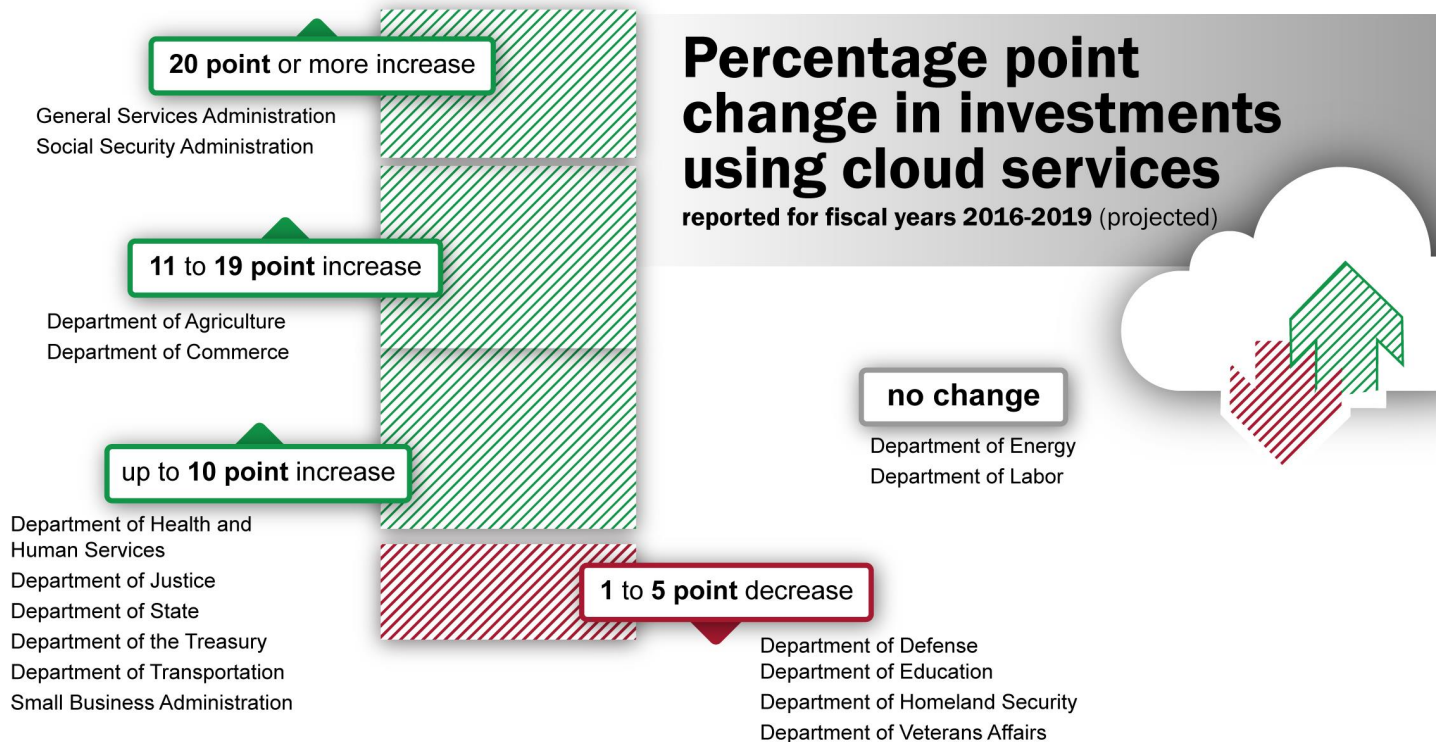 Percentage point
change in investments
using cloud services
reported for fiscal years 2016-2019 (projected)
20 point or more increase
General Services Administration
Social Security Administration
11 to 19 point increase
Department of Agriculture
Department of Commerce
up to 10 point increase
Department of Health and
Human Services
Department of Justice
Department of State
Department of the Treasury
Department of Transportation
Small Business Administration
no change
Department of Energy
Department of Labor
1 to 5 point decrease
Department of Defense
Department of Education
Department of Homeland Security
Department of Veterans Affairs